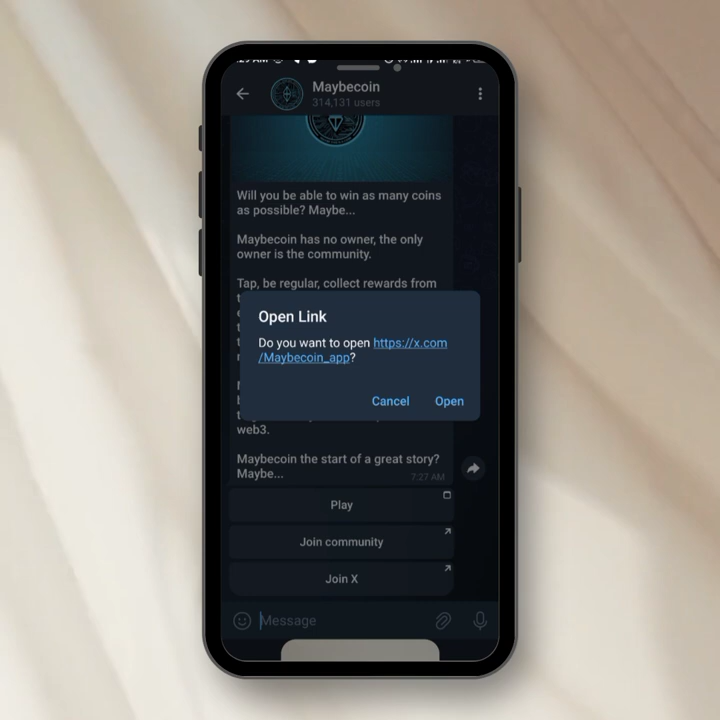 Maybecoin
314,131 users
Will you be able to win as many coins
as possible? Maybe...
Maybecoin has no owner, the only
owner is the community.
Tap, be regular, collect rewards from
Open Link
Do you want to open https://x.com
/Maybecoin_app?
Cancel Open
web3.
Maybecoin the start of a great story?
Maybe...
7:27 AM
Play
Join community
Join X
Message